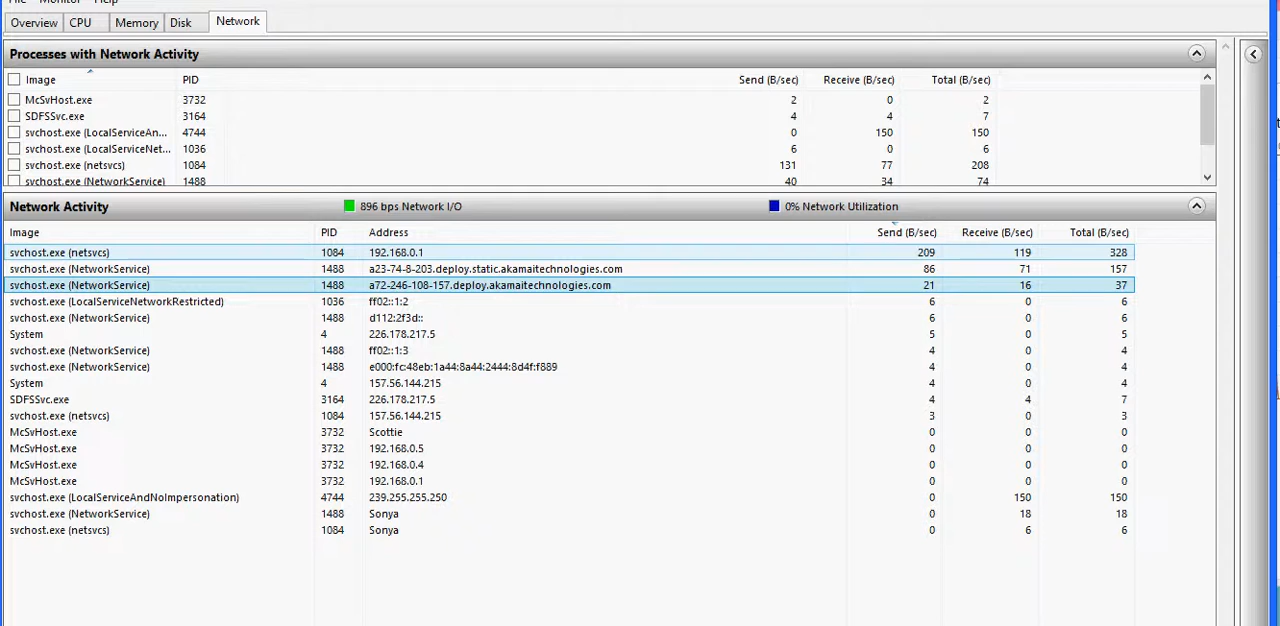 File Monitor Help
Overview CPU Memory Disk Network
Processes with Network Activity
Image PID Send (B/sec) Receive (B/sec) Total (B/sec)
McSvHost.exe 3732 2 0 2
SDFSSvc.exe 3164 4 4 7
svchost.exe (LocalServiceAn... 4744 0 150 150
svchost.exe (LocalServiceNet... 1036 6 0 6
svchost.exe (netsvcs) 1084 131 77 208
svchost.exe (NetworkService) 1488 40 34 74
Network Activity 896 bps Network I/O 0% Network Utilization
Image PID Address Send (B/sec) Receive (B/sec) Total (B/sec)
svchost.exe (netsvcs) 1084 192.168.0.1 209 119 328
svchost.exe (NetworkService) 1488 a23-74-8-203.deploy.static.akamaitechnologies.com 86 71 157
svchost.exe (NetworkService) 1488 a72-246-108-157.deploy.akamaitechnologies.com 21 16 37
svchost.exe (LocalServiceNetworkRestricted) 1036 ff02::1:2 6 0 6
svchost.exe (NetworkService) 1488 d112:2f3d:: 6 0 6
System 4 226.178.217.5 5 0 5
svchost.exe (NetworkService) 1488 ff02::1:3 4 0 4
svchost.exe (NetworkService) 1488 e000:fc:48eb:1a44:8a44:2444:8d4f:f889 4 0 4
System 4 157.56.144.215 4 0 4
SDFSSvc.exe 3164 226.178.217.5 4 4 7
svchost.exe (netsvcs) 1084 157.56.144.215 3 0 3
McSvHost.exe 3732 Scottie 0 0 0
McSvHost.exe 3732 192.168.0.5 0 0 0
McSvHost.exe 3732 192.168.0.4 0 0 0
McSvHost.exe 3732 192.168.0.1 0 0 0
svchost.exe (LocalServiceAndNoImpersonation) 4744 239.255.255.250 0 150 150
svchost.exe (NetworkService) 1488 Sonya 0 18 18
svchost.exe (netsvcs) 1084 Sonya 0 6 6